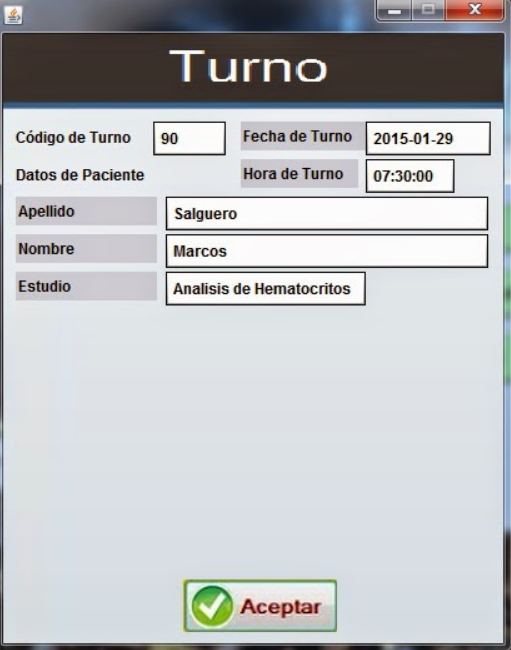 Turno
Código de Turno 90 Fecha de Turno 2015-01-29
Datos de Paciente Hora de Turno 07:30:00
Apellido Salguero
Nombre Marcos
Estudio Analisis de Hematocritos
Aceptar